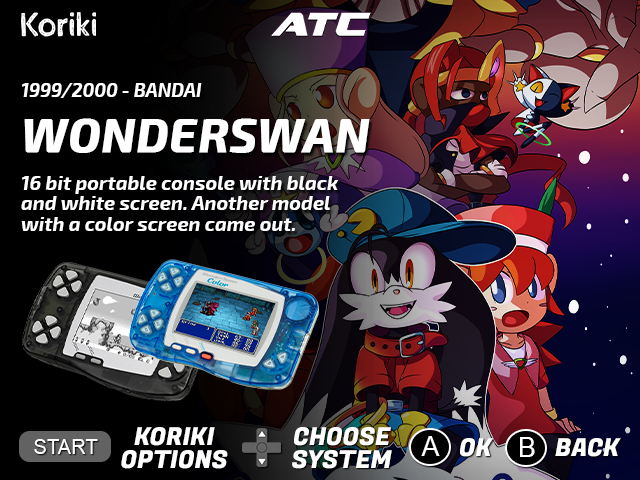 Koriki
ATC
1999/2000 - BANDAI
WONDERSWAN
16 bit portable console with black
and white screen. Another model
with a color screen came out.
Color
START
KORIKI
OPTIONS
CHOOSE
SYSTEM
A OK
B BACK